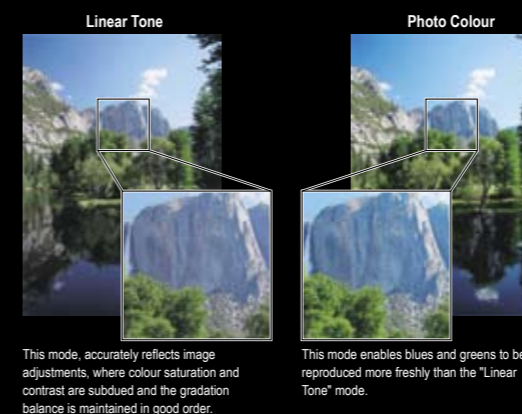 Linear Tone
Photo Colour
This mode, accurately reflects image
adjustments, where colour saturation and
contrast are subdued and the gradation
balance is maintained in good order.
This mode enables blues and greens to be
reproduced more freshly than the "Linear
Tone" mode.